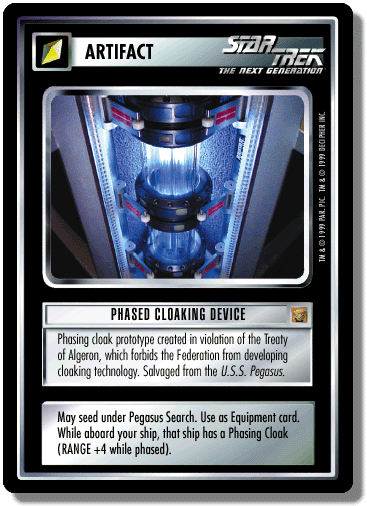 ARTIFACT
STAR TREK
THE NEXT GENERATION
TM & © 1999 PAR. PIC. TM & © 1999 DECIPHER INC.
PHASED CLOAKING DEVICE
Phasing cloak prototype created in violation of the Treaty
of Algeron, which forbids the Federation from developing
cloaking technology. Salvaged from the U.S.S. Pegasus.
May seed under Pegasus Search. Use as Equipment card.
While aboard your ship, that ship has a Phasing Cloak
(RANGE +4 while phased).